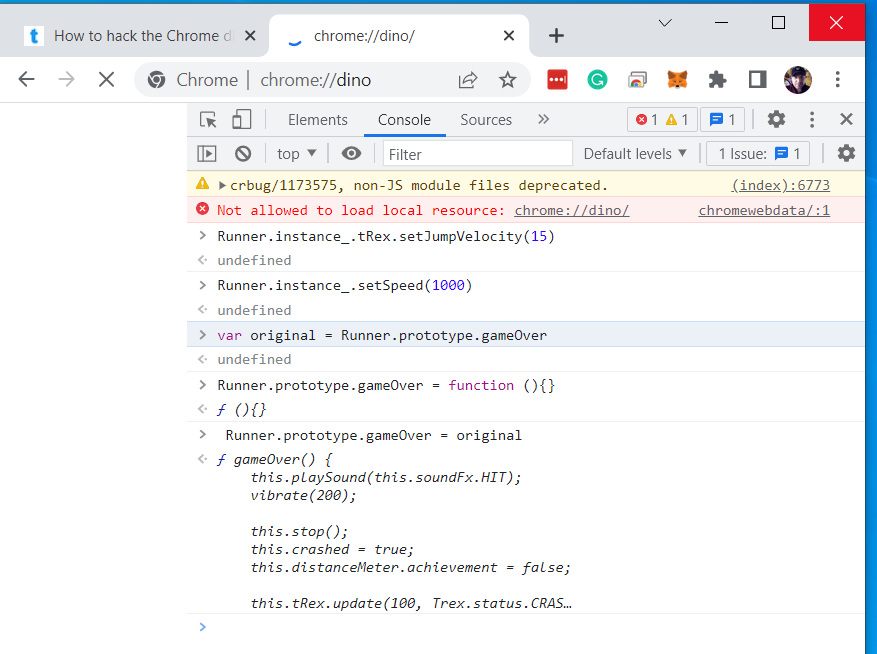 How to hack the Chrome d
chrome://dino/
Chrome | chrome://dino
Elements Console Sources
1 1 1
top Filter Default levels 1 Issue: 1
crbug/1173575, non-JS module files deprecated. (index):6773
Not allowed to load local resource: chrome://dino/ chromewebdata/:1
Runner.instance_.tRex.setJumpVelocity(15)
undefined
Runner.instance_.setSpeed(1000)
undefined
var original = Runner.prototype.gameOver
undefined
Runner.prototype.gameOver = function (){}
ƒ (){}
Runner.prototype.gameOver = original
ƒ gameOver() {
this.playSound(this.soundFx.HIT);
vibrate(200);
this.stop();
this.crashed = true;
this.distanceMeter.achievement = false;
this.tRex.update(100, Trex.status.CRAS…